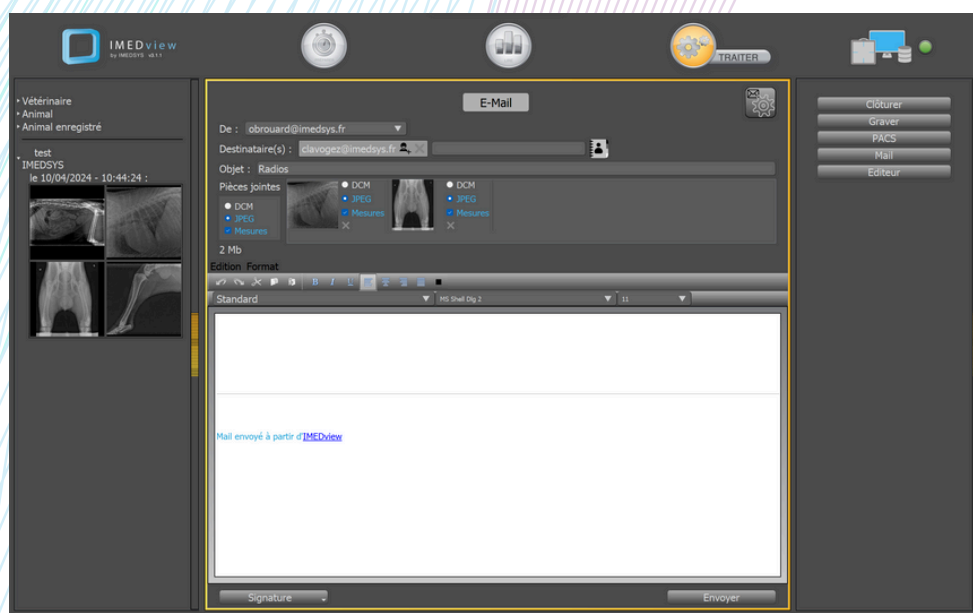 IMEDview
by IMEDSYS v3.1.1
TRAITER
Vétérinaire
Animal
Animal enregistré
test
IMEDSYS
le 10/04/2024 - 10:44:24 :
E-Mail
De : obrouard@imedsys.fr
Destinataire(s) : clavogez@imedsys.fr
Objet : Radios
Pièces jointes
DCM
JPEG
Mesures
DCM
JPEG
Mesures
DCM
JPEG
Mesures
2 Mb
Edition Format
B I U
Standard MS Shell Dlg 2 11
Mail envoyé à partir d'IMEDview
Signature Envoyer
Clôturer
Graver
PACS
Mail
Editeur